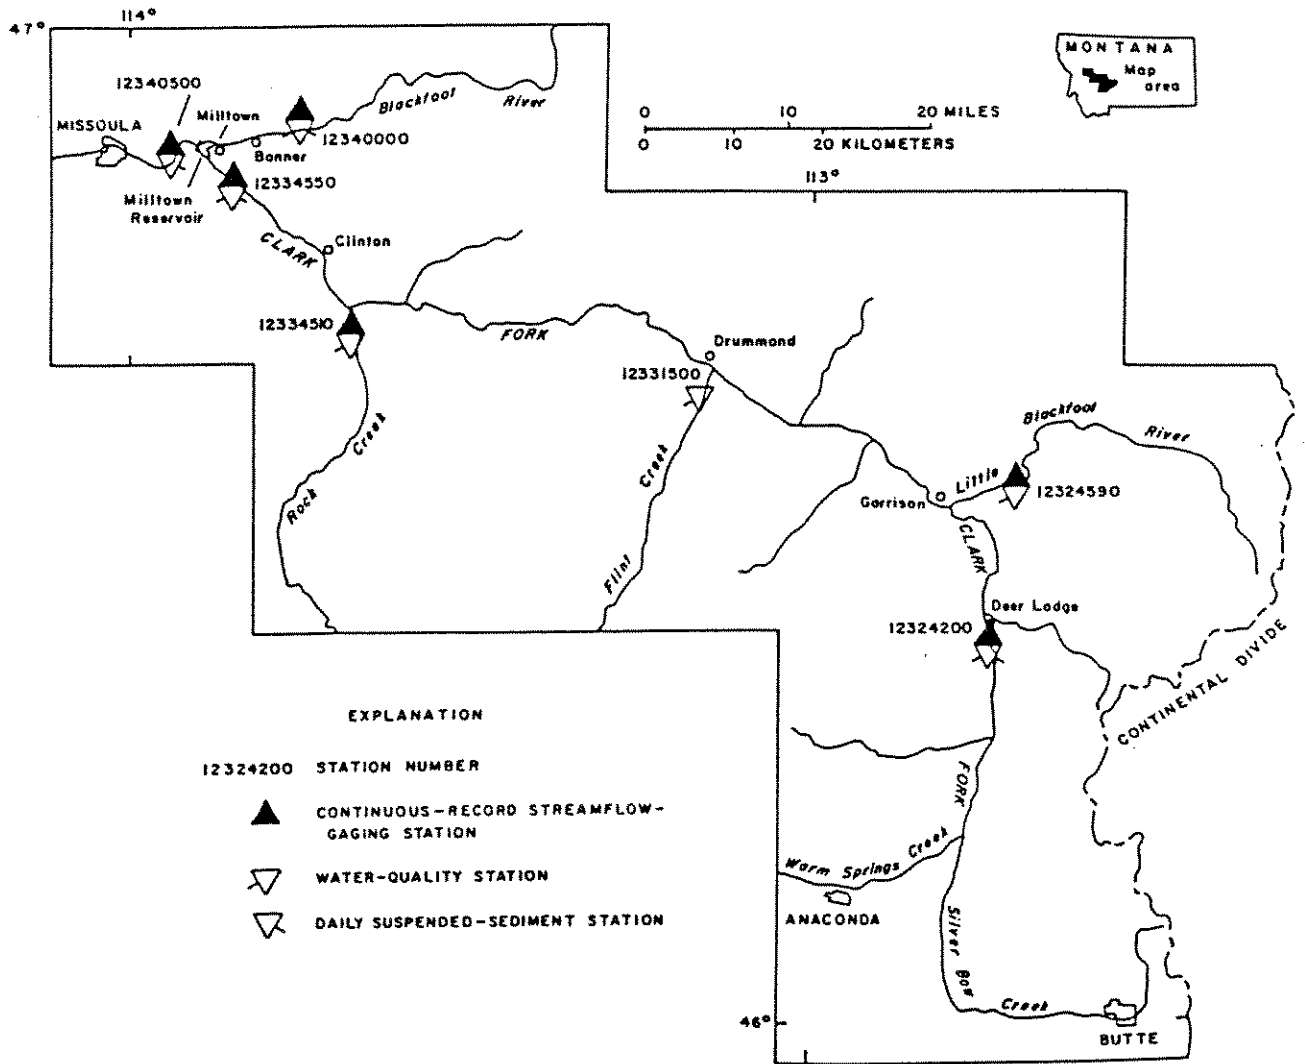 114°
47°
MONTANA
Map
area
12340500
Milltown
Blackfoot River
MISSOULA
12340000
Bonner
0 10 20 MILES
0 10 20 KILOMETERS
12334550
Milltown
Reservoir
113°
CLARK
Clinton
12334510
FORK
Drummond
12331500
Rock Creek
Flint Creek
Little Blackfoot River
12324590
Garrison
CLARK
Deer Lodge
12324200
CONTINENTAL DIVIDE
EXPLANATION
12324200 STATION NUMBER
CONTINUOUS-RECORD STREAMFLOW-
GAGING STATION
WATER-QUALITY STATION
DAILY SUSPENDED-SEDIMENT STATION
FORK
Warm Springs Creek
ANACONDA
Silver Bow Creek
46°
BUTTE